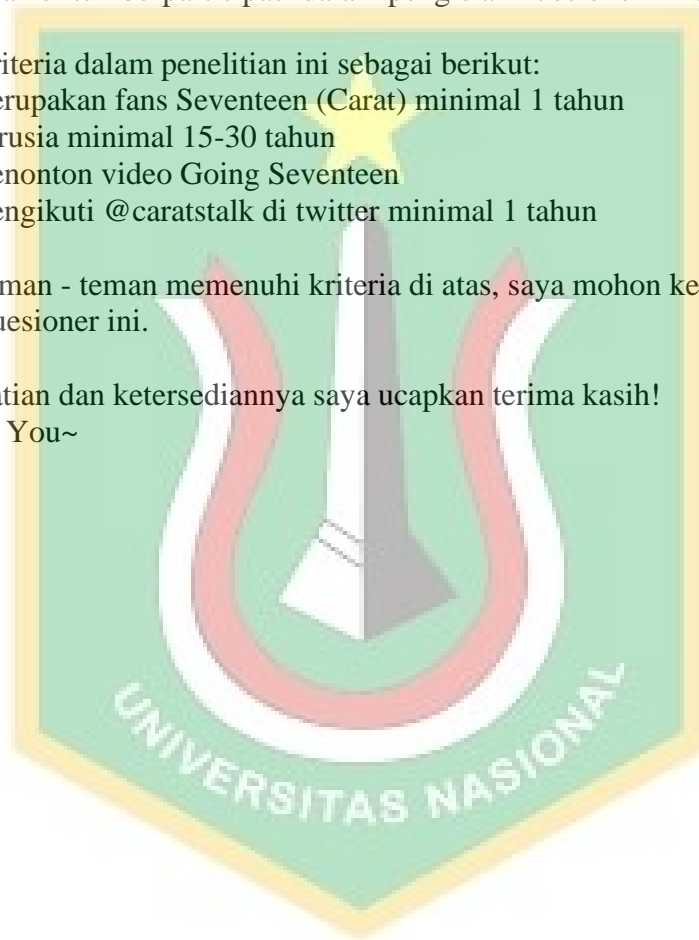 riteria dalam penelitian ini sebagai berikut:
erupakan fans Seventeen (Carat) minimal 1 tahun
rusia minimal 15-30 tahun
enonton video Going Seventeen
engikuti @caratstalk di twitter minimal 1 tahun
man - teman memenuhi kriteria di atas, saya mohon ke
uesioner ini.
atian dan ketersediannya saya ucapkan terima kasih!
You~
UNIVERSITAS NASIONAL